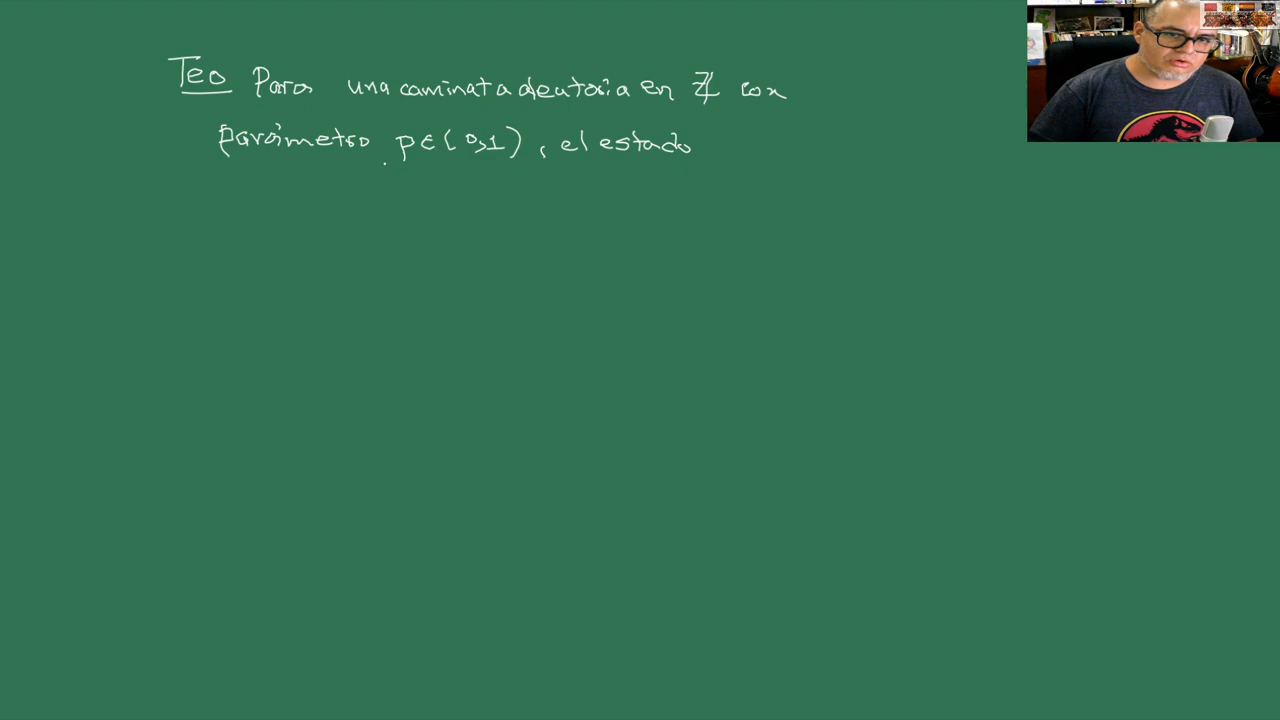 Teo Para una caminata aleatoria en ℤ con
parámetro p∈(0,1), el estado